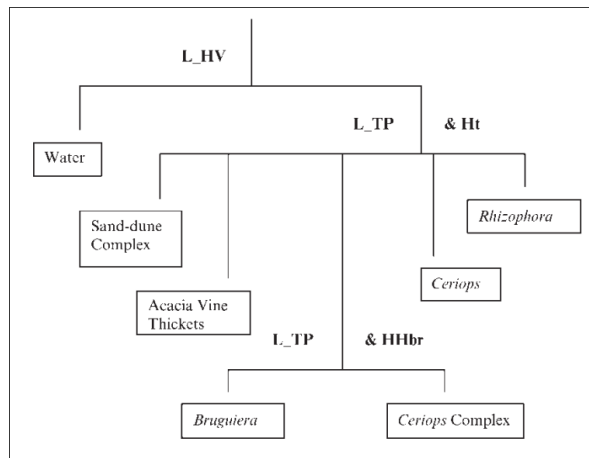 L_HV
L_TP & Ht
Water
Sand-dune
Complex
Rhizophora
Ceriops
Acacia Vine
Thickets
L_TP & HHbr
Bruguiera
Ceriops Complex